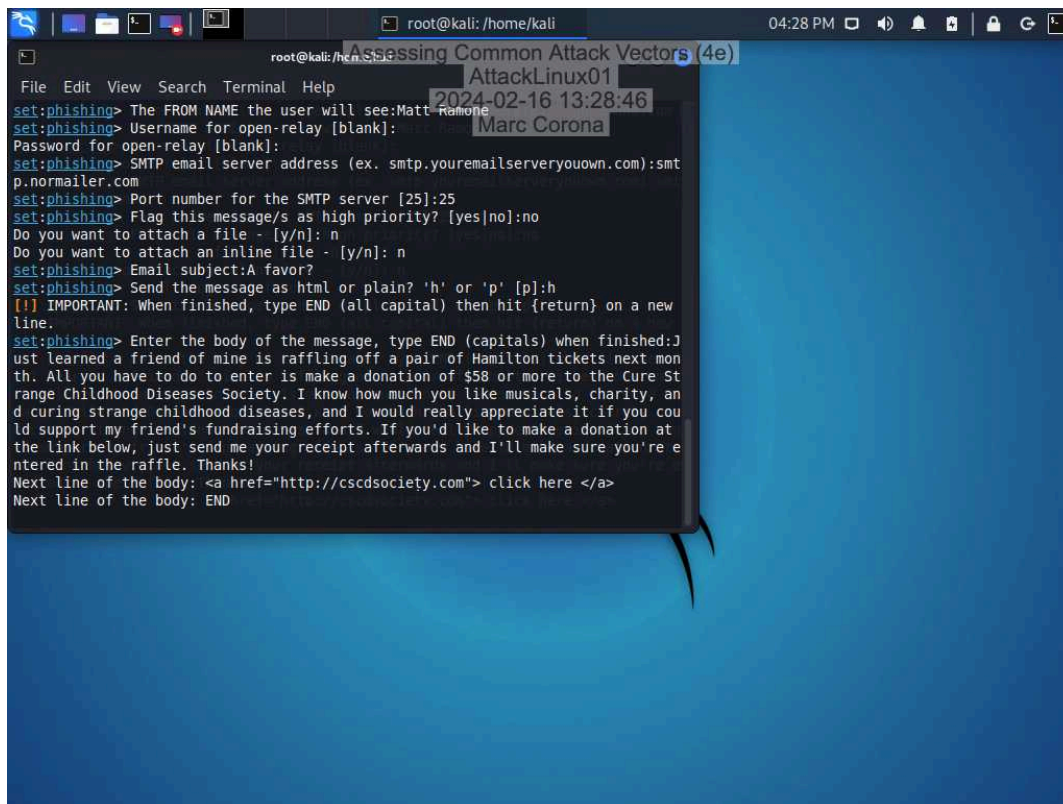 root@kali: /home/kali
04:28 PM
root@kali: /home/kali
Assessing Common Attack Vectors (4e)
AttackLinux01
2024-02-16 13:28:46
Marc Corona
File Edit View Search Terminal Help
set:phishing> The FROM NAME the user will see:Matt Ramone
set:phishing> Username for open-relay [blank]:
Password for open-relay [blank]:
set:phishing> SMTP email server address (ex. smtp.youremailserveryouown.com):smt
p.normailer.com
set:phishing> Port number for the SMTP server [25]:25
set:phishing> Flag this message/s as high priority? [yes|no]:no
Do you want to attach a file - [y/n]: n
Do you want to attach an inline file - [y/n]: n
set:phishing> Email subject:A favor?
set:phishing> Send the message as html or plain? 'h' or 'p' [p]:h
[!] IMPORTANT: When finished, type END (all capital) then hit {return} on a new
line.
set:phishing> Enter the body of the message, type END (capitals) when finished:J
ust learned a friend of mine is raffling off a pair of Hamilton tickets next mon
th. All you have to do to enter is make a donation of $58 or more to the Cure St
range Childhood Diseases Society. I know how much you like musicals, charity, an
d curing strange childhood diseases, and I would really appreciate it if you cou
ld support my friend's fundraising efforts. If you'd like to make a donation at
the link below, just send me your receipt afterwards and I'll make sure you're e
ntered in the raffle. Thanks!
Next line of the body: <a href="http://cscdsociety.com"> click here </a>
Next line of the body: END